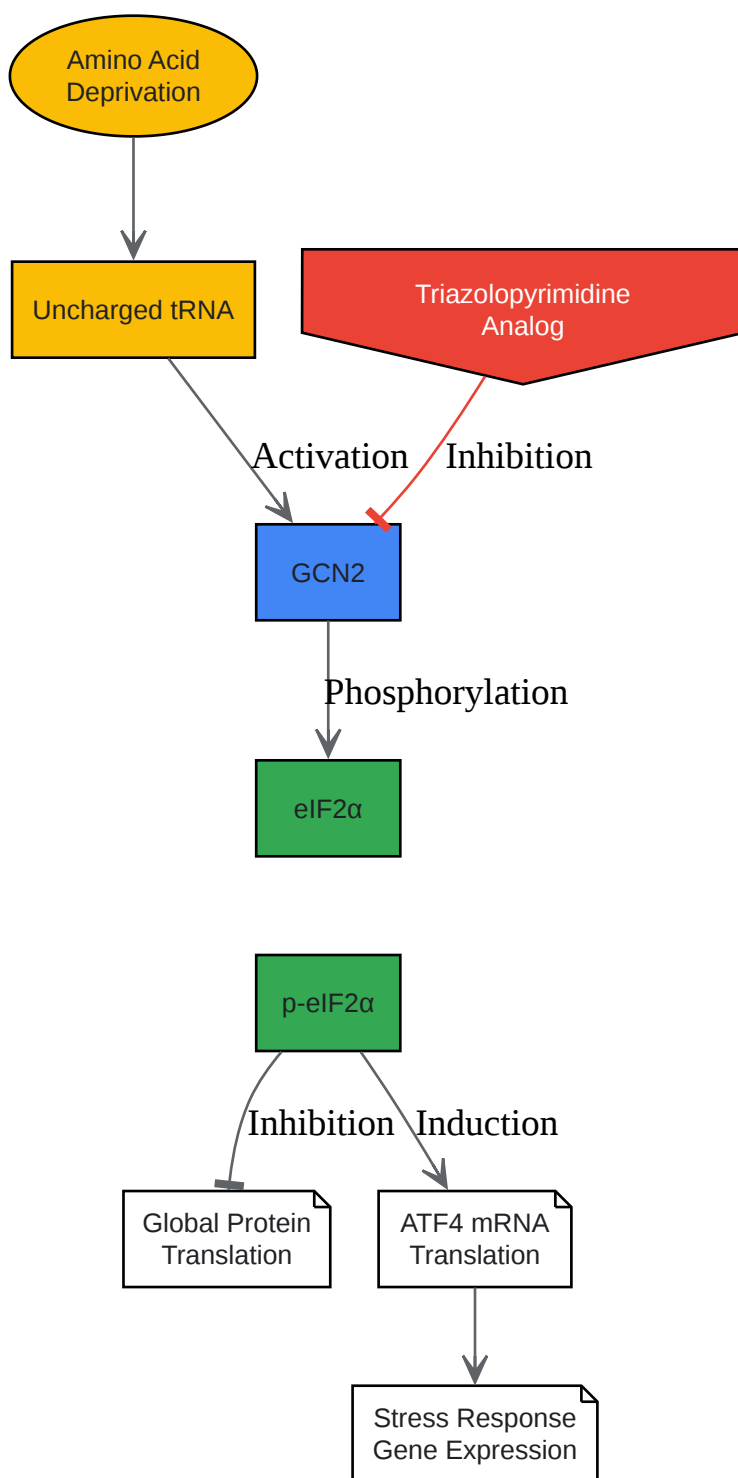 Amino Acid
Deprivation
Uncharged tRNA
Triazolopyrimidine
Analog
Activation
Inhibition
GCN2
Phosphorylation
eIF2α
p-eIF2α
Inhibition
Induction
Global Protein
Translation
ATF4 mRNA
Translation
Stress Response
Gene Expression